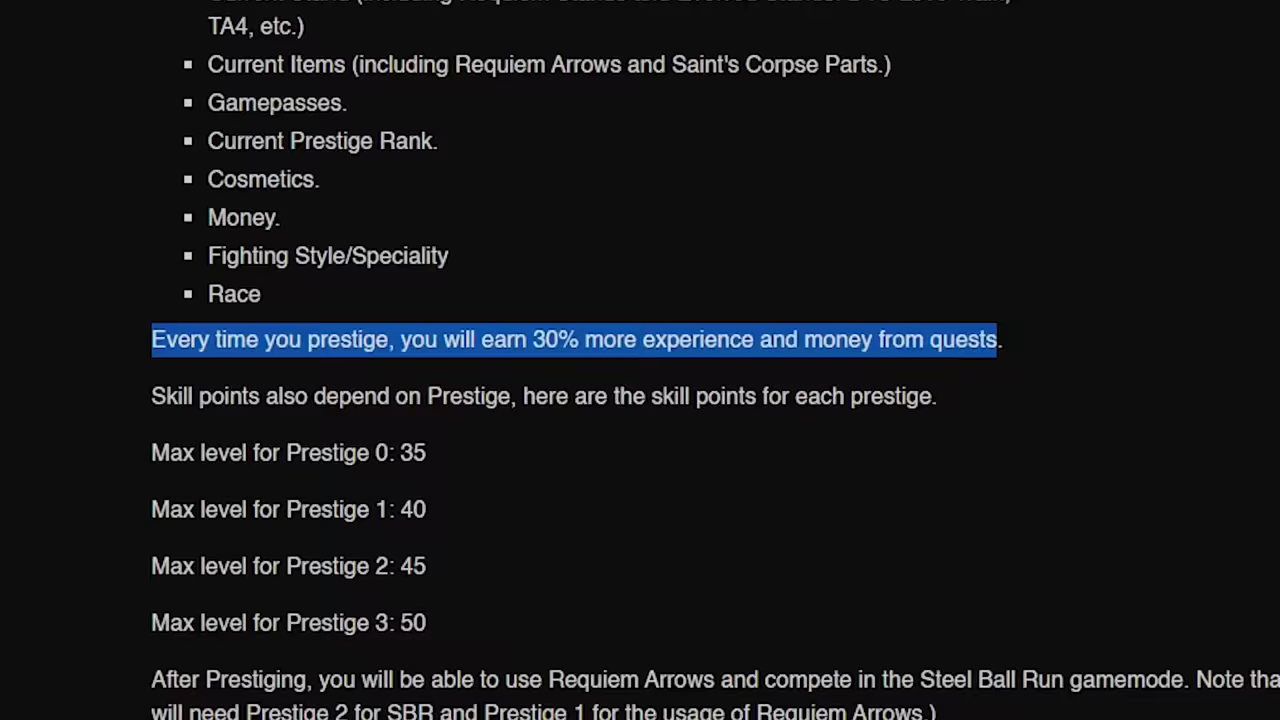 TA4, etc.)
▪ Current Items (including Requiem Arrows and Saint's Corpse Parts.)
▪ Gamepasses.
▪ Current Prestige Rank.
▪ Cosmetics.
▪ Money.
▪ Fighting Style/Speciality
▪ Race
Every time you prestige, you will earn 30% more experience and money from quests.
Skill points also depend on Prestige, here are the skill points for each prestige.
Max level for Prestige 0: 35
Max level for Prestige 1: 40
Max level for Prestige 2: 45
Max level for Prestige 3: 50
After Prestiging, you will be able to use Requiem Arrows and compete in the Steel Ball Run gamemode. Note
will need Prestige 2 for SBR and Prestige 1 for the usage of Requiem Arrows.)